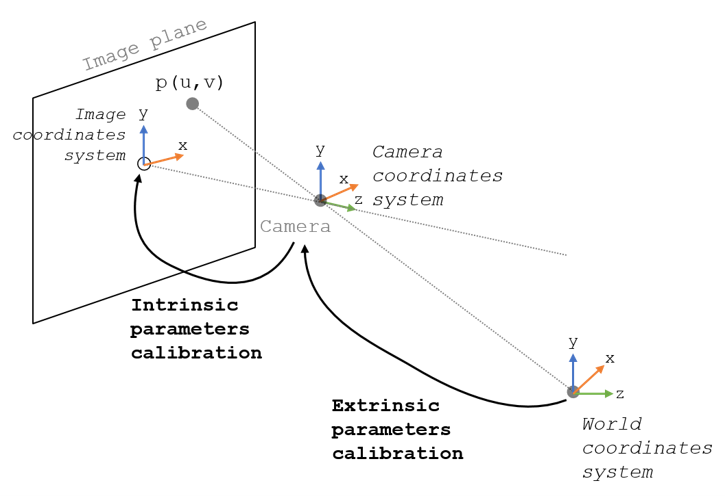 Image plane
p(u,v)
Image
coordinates
system
y
x
y
x
z
Camera
coordinates
system
Camera
Intrinsic
parameters
calibration
Extrinsic
parameters
calibration
y
x
z
World
coordinates
system